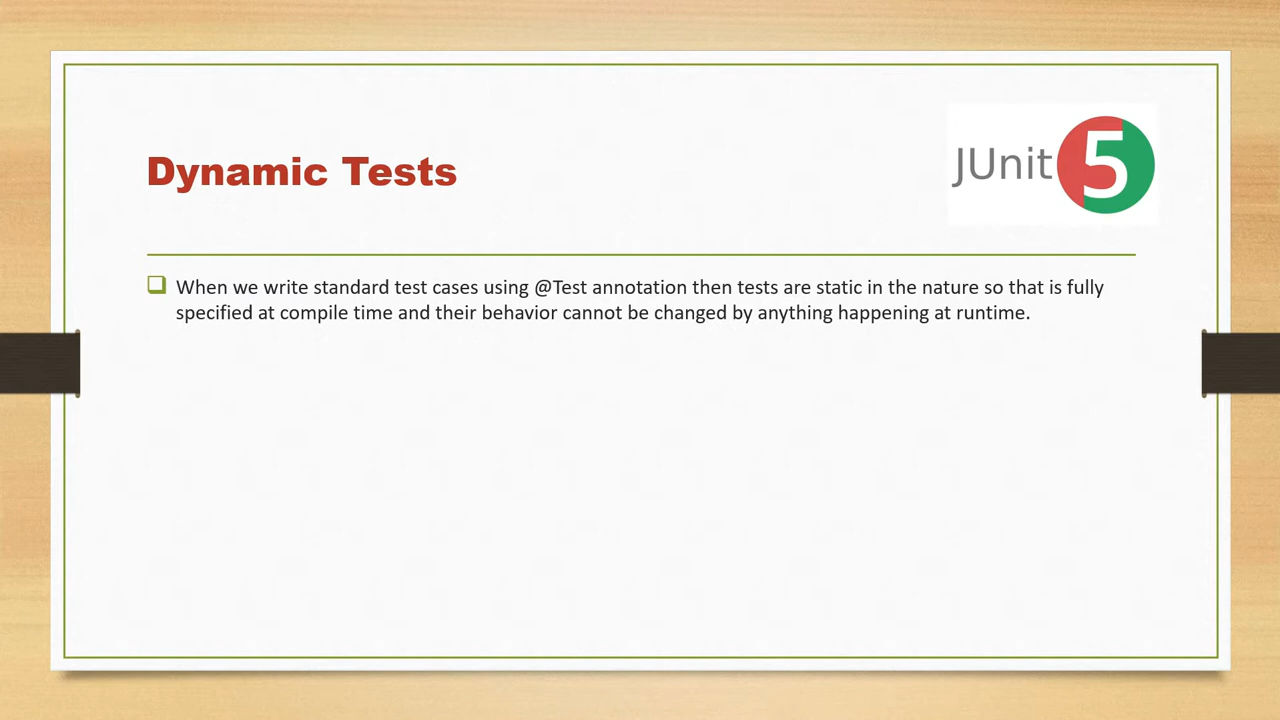 Dynamic Tests
JUnit 5
When we write standard test cases using @Test annotation then tests are static in the nature so that is fully
specified at compile time and their behavior cannot be changed by anything happening at runtime.